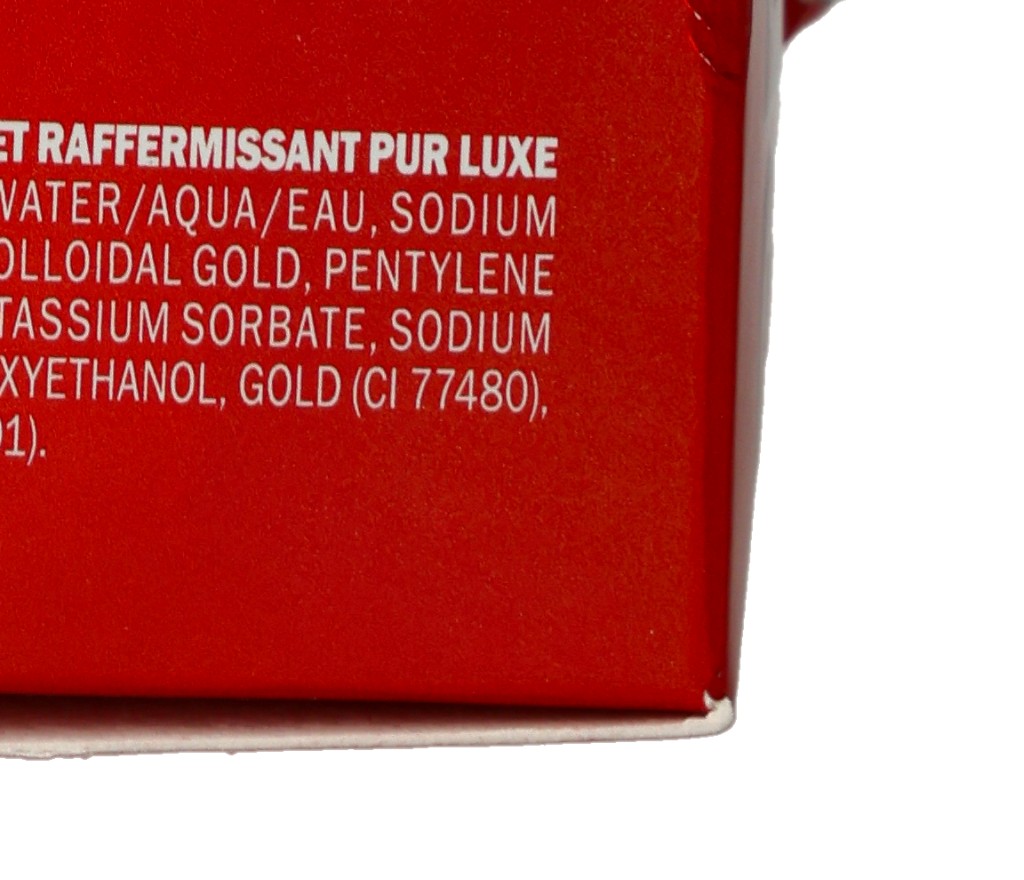 ET RAFFERMISSANT PUR LUXE
WATER/AQUA/EAU, SODIUM
OLLOIDAL GOLD, PENTYLENE
TASSIUM SORBATE, SODIUM
XYETHANOL, GOLD (CI 77480),
01).